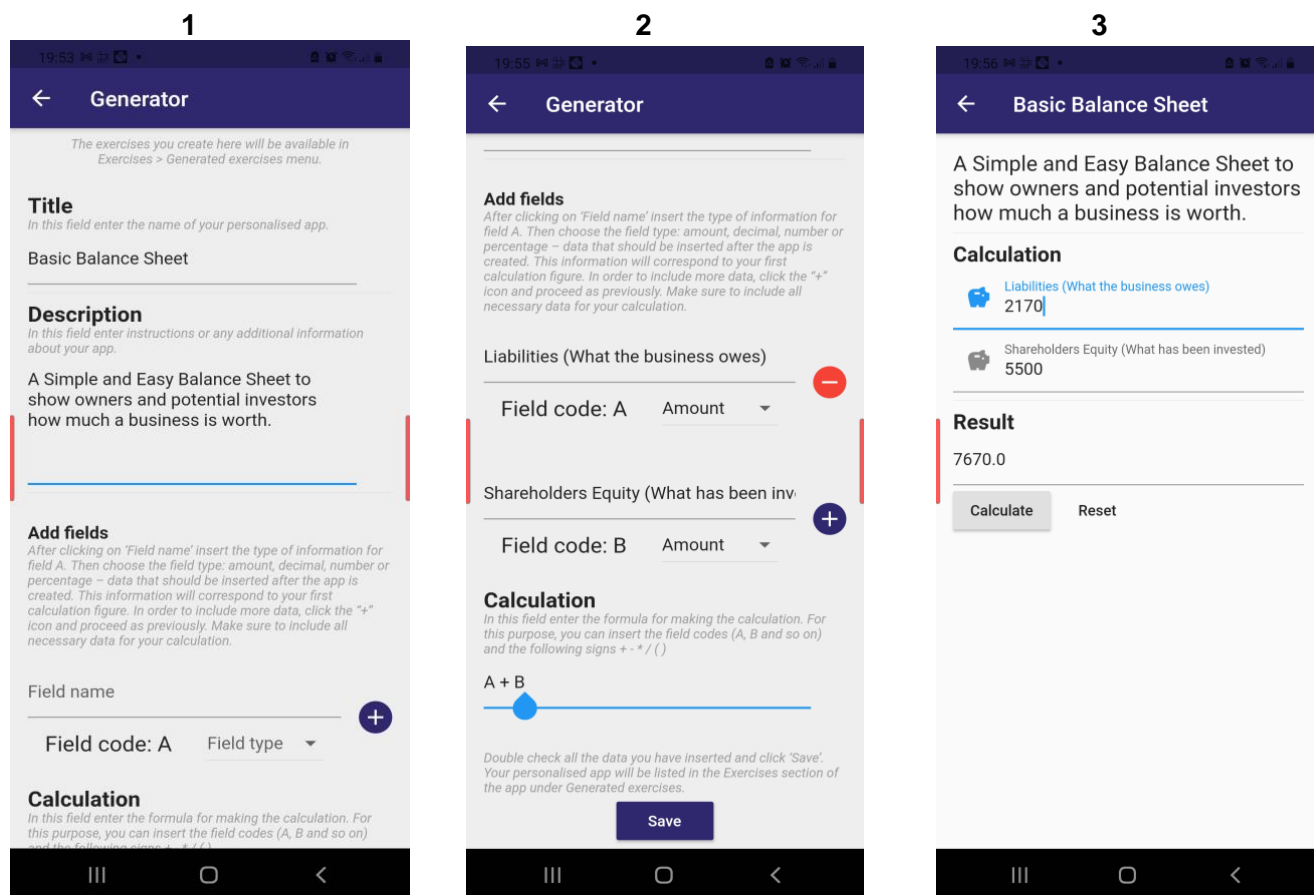 1
19:53
Generator
The exercises you create here will be available in
Exercises > Generated exercises menu.
Title
In this field enter the name of your personalised app.
Basic Balance Sheet
Description
In this field enter instructions or any additional information
about your app.
A Simple and Easy Balance Sheet to
show owners and potential investors
how much a business is worth.
Add fields
After clicking on 'Field name' insert the type of information for
field A. Then choose the field type: amount, decimal, number or
percentage – data that should be inserted after the app is
created. This information will correspond to your first
calculation figure. In order to include more data, click the "+"
icon and proceed as previously. Make sure to include all
necessary data for your calculation.
Field name
Field code: A Field type
Calculation
In this field enter the formula for making the calculation. For
this purpose, you can insert the field codes (A, B and so on)
and the following signs + - * / ( )
2
19:55
Generator
Add fields
After clicking on 'Field name' insert the type of information for
field A. Then choose the field type: amount, decimal, number or
percentage – data that should be inserted after the app is
created. This information will correspond to your first
calculation figure. In order to include more data, click the "+"
icon and proceed as previously. Make sure to include all
necessary data for your calculation.
Liabilities (What the business owes)
Field code: A Amount
Shareholders Equity (What has been inv
Field code: B Amount
Calculation
In this field enter the formula for making the calculation. For
this purpose, you can insert the field codes (A, B and so on)
and the following signs + - * / ( )
A + B
Double check all the data you have inserted and click 'Save'.
Your personalised app will be listed in the Exercises section of
the app under Generated exercises.
Save
3
19:56
Basic Balance Sheet
A Simple and Easy Balance Sheet to
show owners and potential investors
how much a business is worth.
Calculation
Liabilities (What the business owes)
2170
Shareholders Equity (What has been invested)
5500
Result
7670.0
Calculate Reset